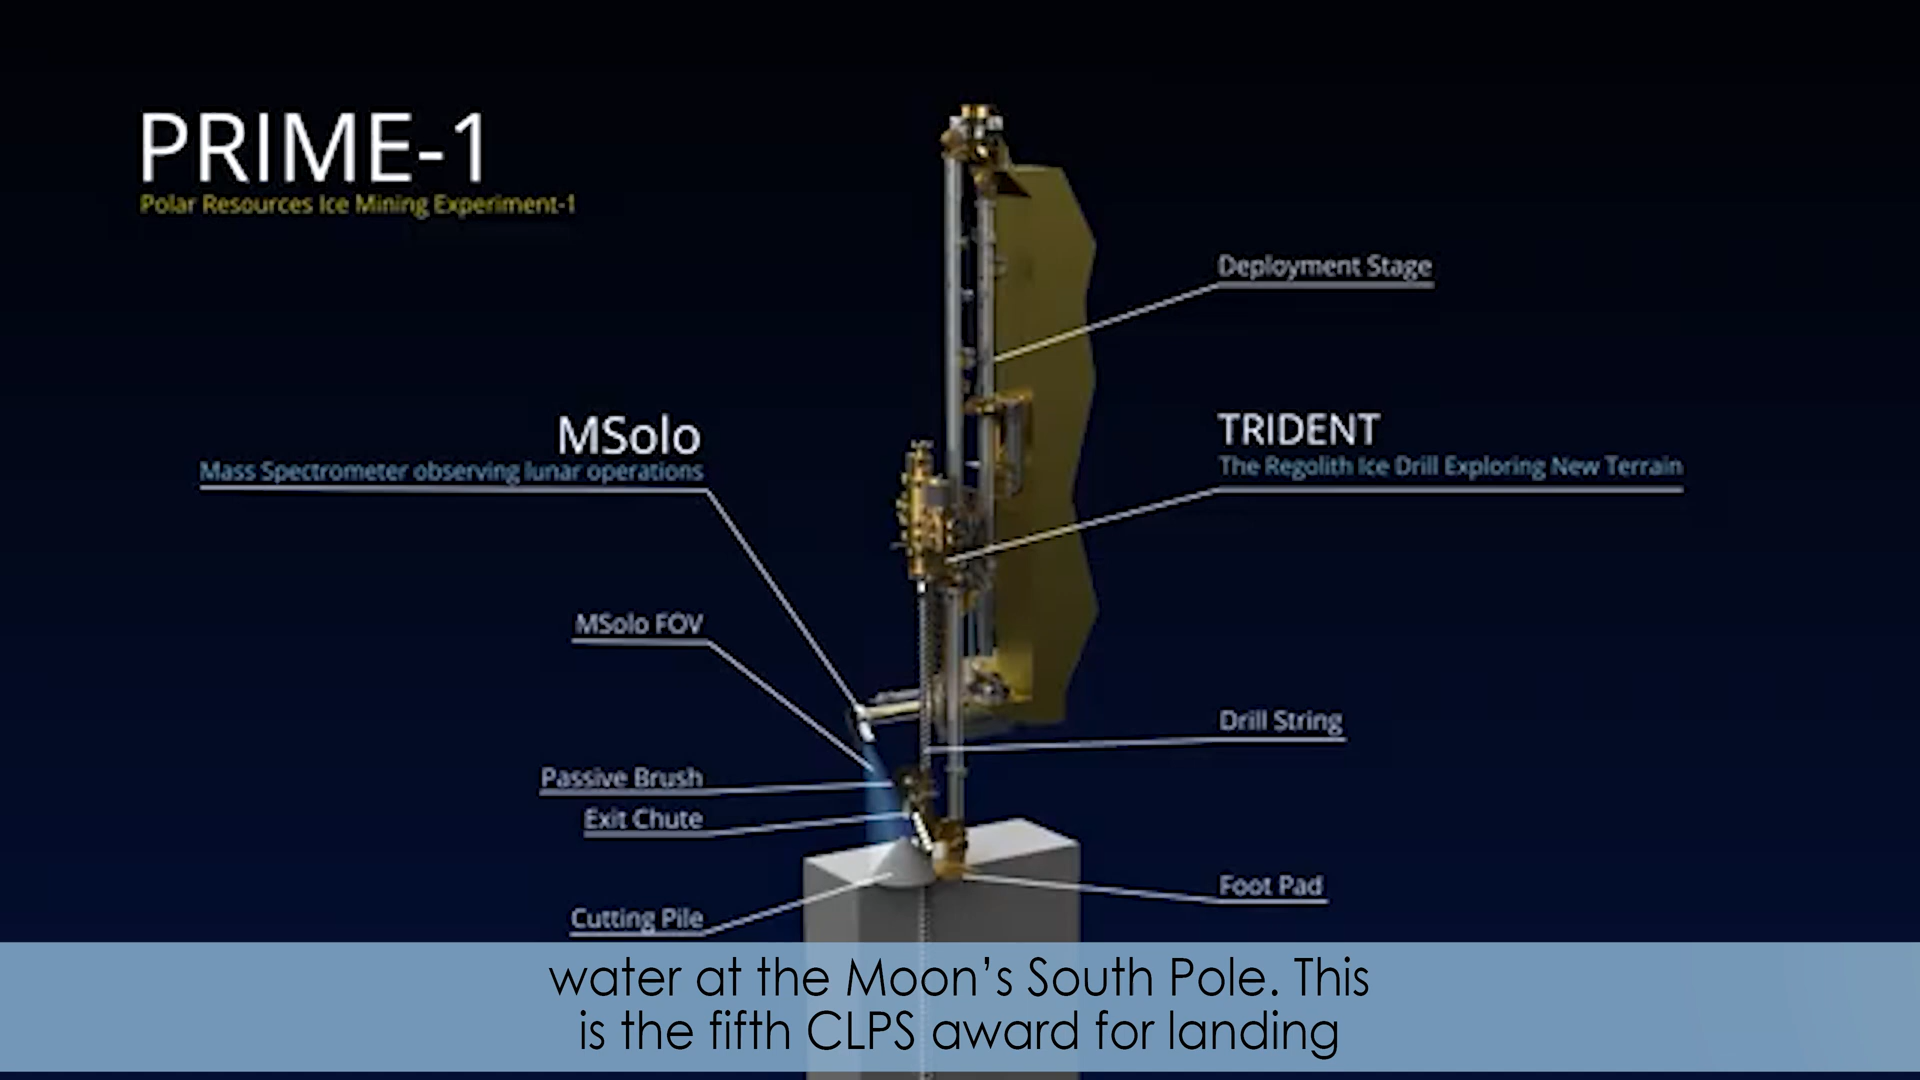 PRIME-1
Polar Resources Ice Mining Experiment-1
Deployment Stage
MSolo
Mass Spectrometer observing lunar operations
TRIDENT
The Regolith Ice Drill Exploring New Terrain
MSolo FOV
Drill String
Passive Brush
Exit Chute
Foot Pad
Cutting Pile
water at the Moon’s South Pole. This
is the fifth CLPS award for landing